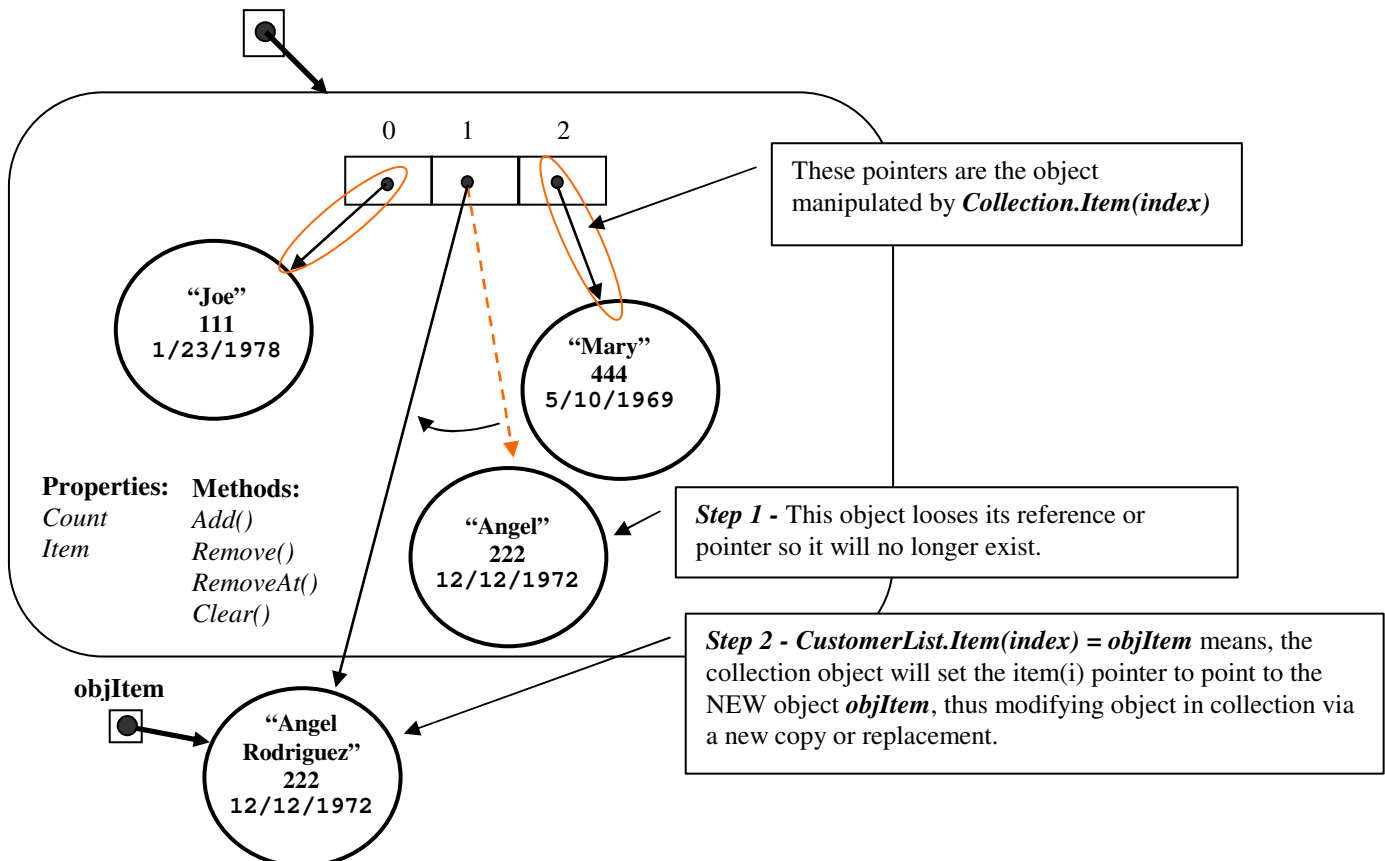 0 1 2
These pointers are the object
manipulated by Collection.Item(index)
“Joe”
111
1/23/1978
“Mary”
444
5/10/1969
Properties:
Count
Item
Methods:
Add()
Remove()
RemoveAt()
Clear()
“Angel”
222
12/12/1972
Step 1 - This object looses its reference or
pointer so it will no longer exist.
Step 2 - CustomerList.Item(index) = objItem means, the
collection object will set the item(i) pointer to point to the
NEW object objItem, thus modifying object in collection via
a new copy or replacement.
objItem
“Angel
Rodriguez”
222
12/12/1972